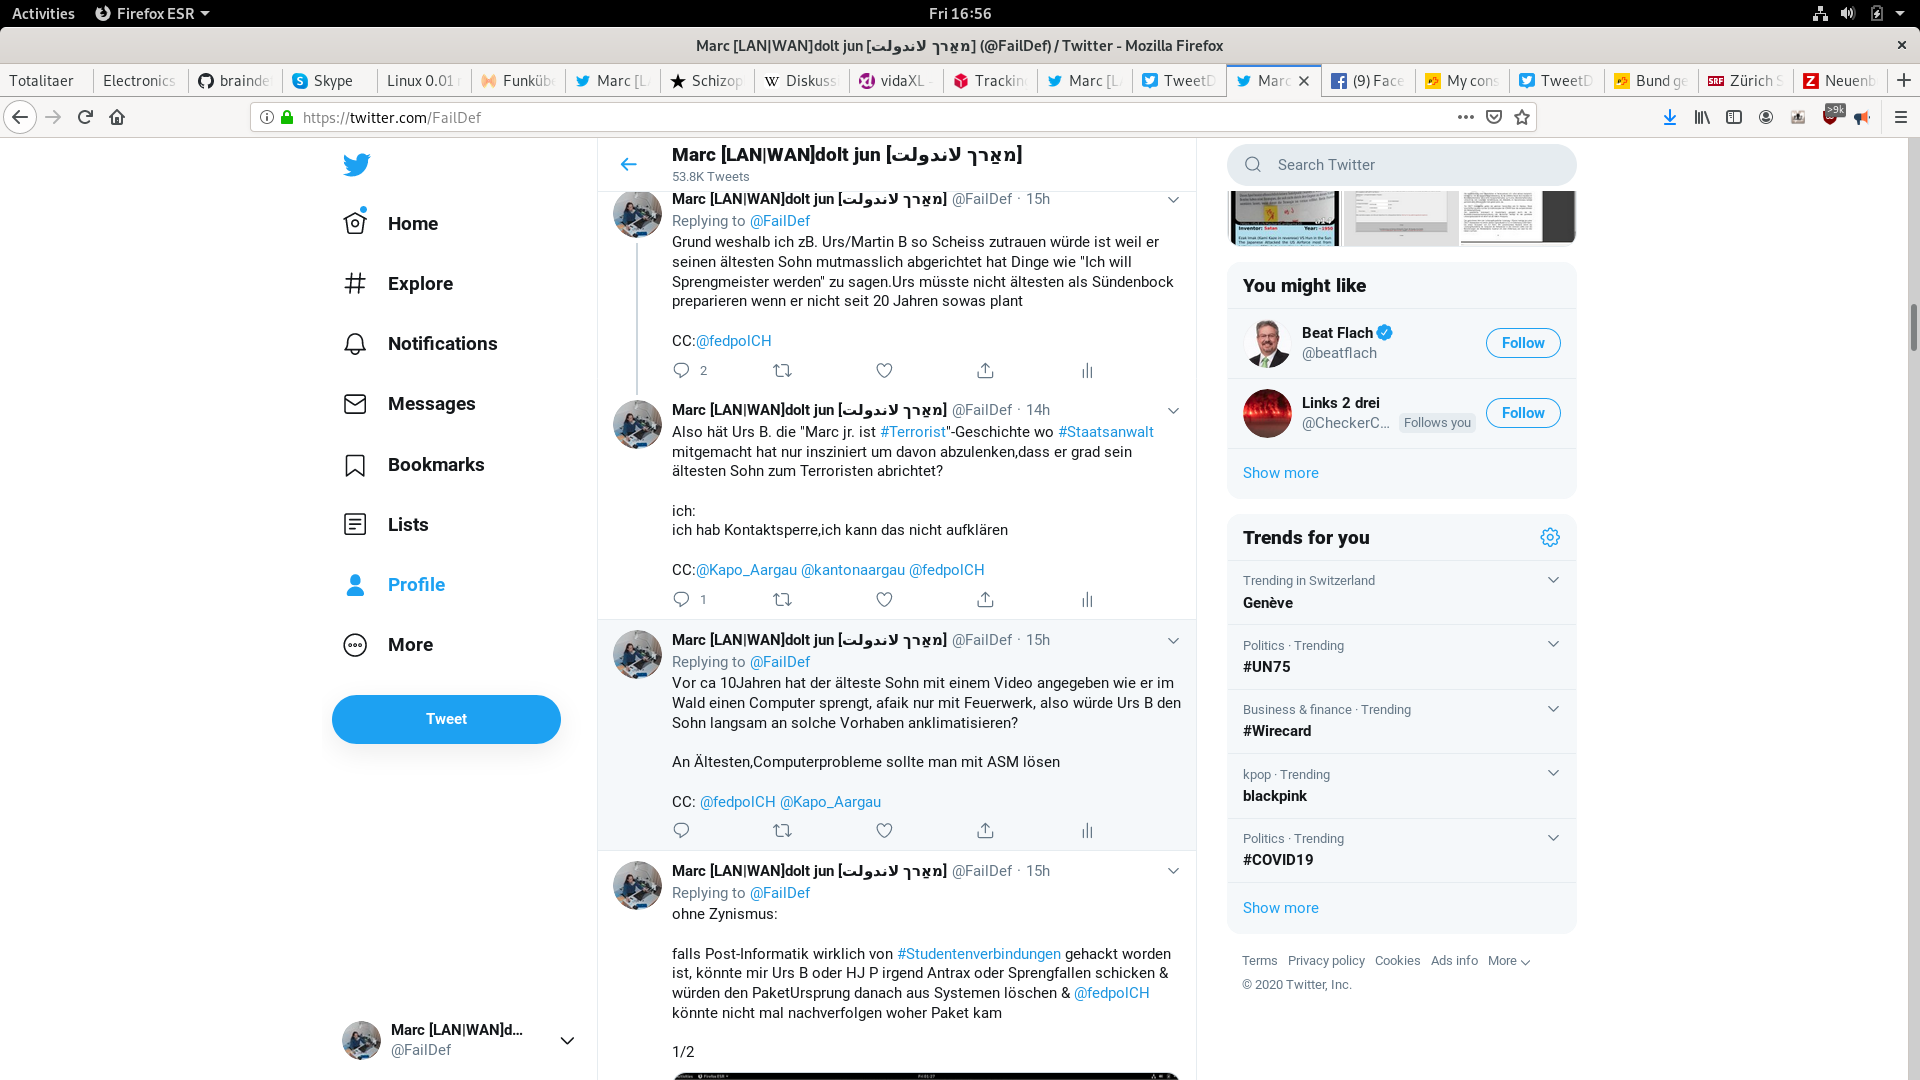 Activities
Firefox ESR
Fri 16:56
Marc [LAN|WAN]dolt jun [מאַרך לאַנדולט] (@FailDef) / Twitter - Mozilla Firefox
Totalitaer
Electronics
brainde
Skype
Linux 0.01
Funkübe
Marc [L
Schizop
Diskuss
vidaXL -
Trackin
Marc [L
TweetD
Marc
(9) Face
My cons
TweetD
Bund ge
SRF
Zürich S
Neuenb
https://twitter.com/FailDef
>9k
Home
Explore
Notifications
Messages
Bookmarks
Lists
Profile
More
Tweet
Marc [LAN|WAN]d...
@FailDef
Marc [LAN|WAN]dolt jun
53.8K Tweets
Marc [LAN|WAN]dolt jun @FailDef · 15h
Replying to @FailDef
Grund weshalb ich zB. Urs/Martin B so Scheiss zutrauen würde ist weil er
seinen ältesten Sohn mutmasslich abgerichtet hat Dinge wie "Ich will
Sprengmeister werden" zu sagen.Urs müsste nicht ältesten als Sündenbock
preparieren wenn er nicht seit 20 Jahren sowas plant
CC:@fedpolCH
2
Marc [LAN|WAN]dolt jun @FailDef · 14h
Also hät Urs B. die "Marc jr. ist #Terrorist"-Geschichte wo #Staatsanwalt
mitgemacht hat nur insziniert um davon abzulenken,dass er grad sein
ältesten Sohn zum Terroristen abrichtet?
ich:
ich hab Kontaktsperre,ich kann das nicht aufklären
CC:@Kapo_Aargau @kantonaargau @fedpolCH
1
Marc [LAN|WAN]dolt jun @FailDef · 15h
Replying to @FailDef
Vor ca 10Jahren hat der älteste Sohn mit einem Video angegeben wie er im
Wald einen Computer sprengt, afaik nur mit Feuerwerk, also würde Urs B den
Sohn langsam an solche Vorhaben anklimatisieren?
An Ältesten,Computerprobleme sollte man mit ASM lösen
CC: @fedpolCH @Kapo_Aargau
Marc [LAN|WAN]dolt jun @FailDef · 15h
Replying to @FailDef
ohne Zynismus:
falls Post-Informatik wirklich von #Studentenverbindungen gehackt worden
ist, könnte mir Urs B oder HJ P irgend Antrax oder Sprengfallen schicken &
würden den PaketUrsprung danach aus Systemen löschen & @fedpolCH
könnte nicht mal nachverfolgen woher Paket kam
1/2
Search Twitter
Inventor:
Year: ~1950
You might like
Beat Flach
@beatflach
Follow
Links 2 drei
@CheckerC... Follows you
Follow
Show more
Trends for you
Trending in Switzerland
Genève
Politics · Trending
#UN75
Business & finance · Trending
#Wirecard
kpop · Trending
blackpink
Politics · Trending
#COVID19
Show more
Terms Privacy policy Cookies Ads info More
© 2020 Twitter, Inc.